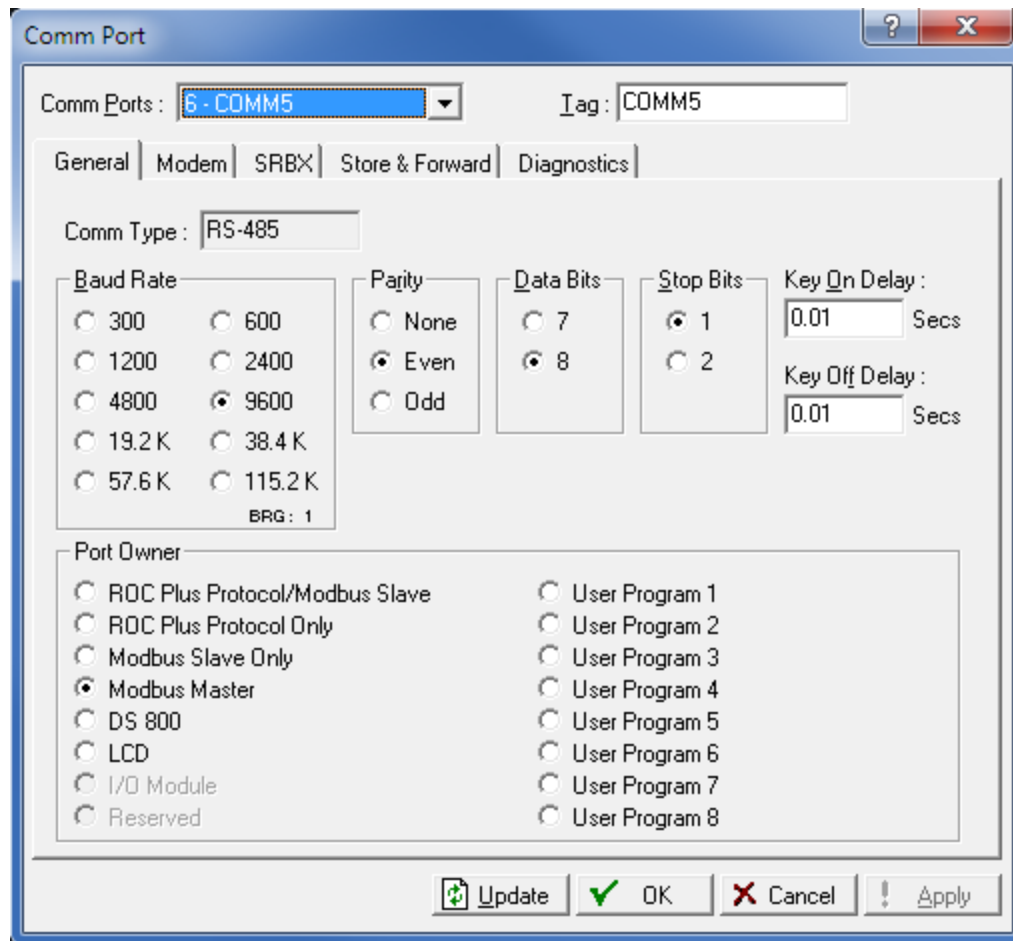 Comm Port
Comm Ports : 6 - COMM5 Tag : COMM5
General Modem SRBX Store & Forward Diagnostics
Comm Type : RS-485
Baud Rate Parity Data Bits Stop Bits Key On Delay :
300 600 None 7 1 0.01 Secs
1200 2400 Even 8 2 Key Off Delay :
4800 9600 Odd 0.01 Secs
19.2 K 38.4 K
57.6 K 115.2 K
BRG : 1
Port Owner
ROC Plus Protocol/Modbus Slave User Program 1
ROC Plus Protocol Only User Program 2
Modbus Slave Only User Program 3
Modbus Master User Program 4
DS 800 User Program 5
LCD User Program 6
I/O Module User Program 7
Reserved User Program 8
Update OK Cancel Apply